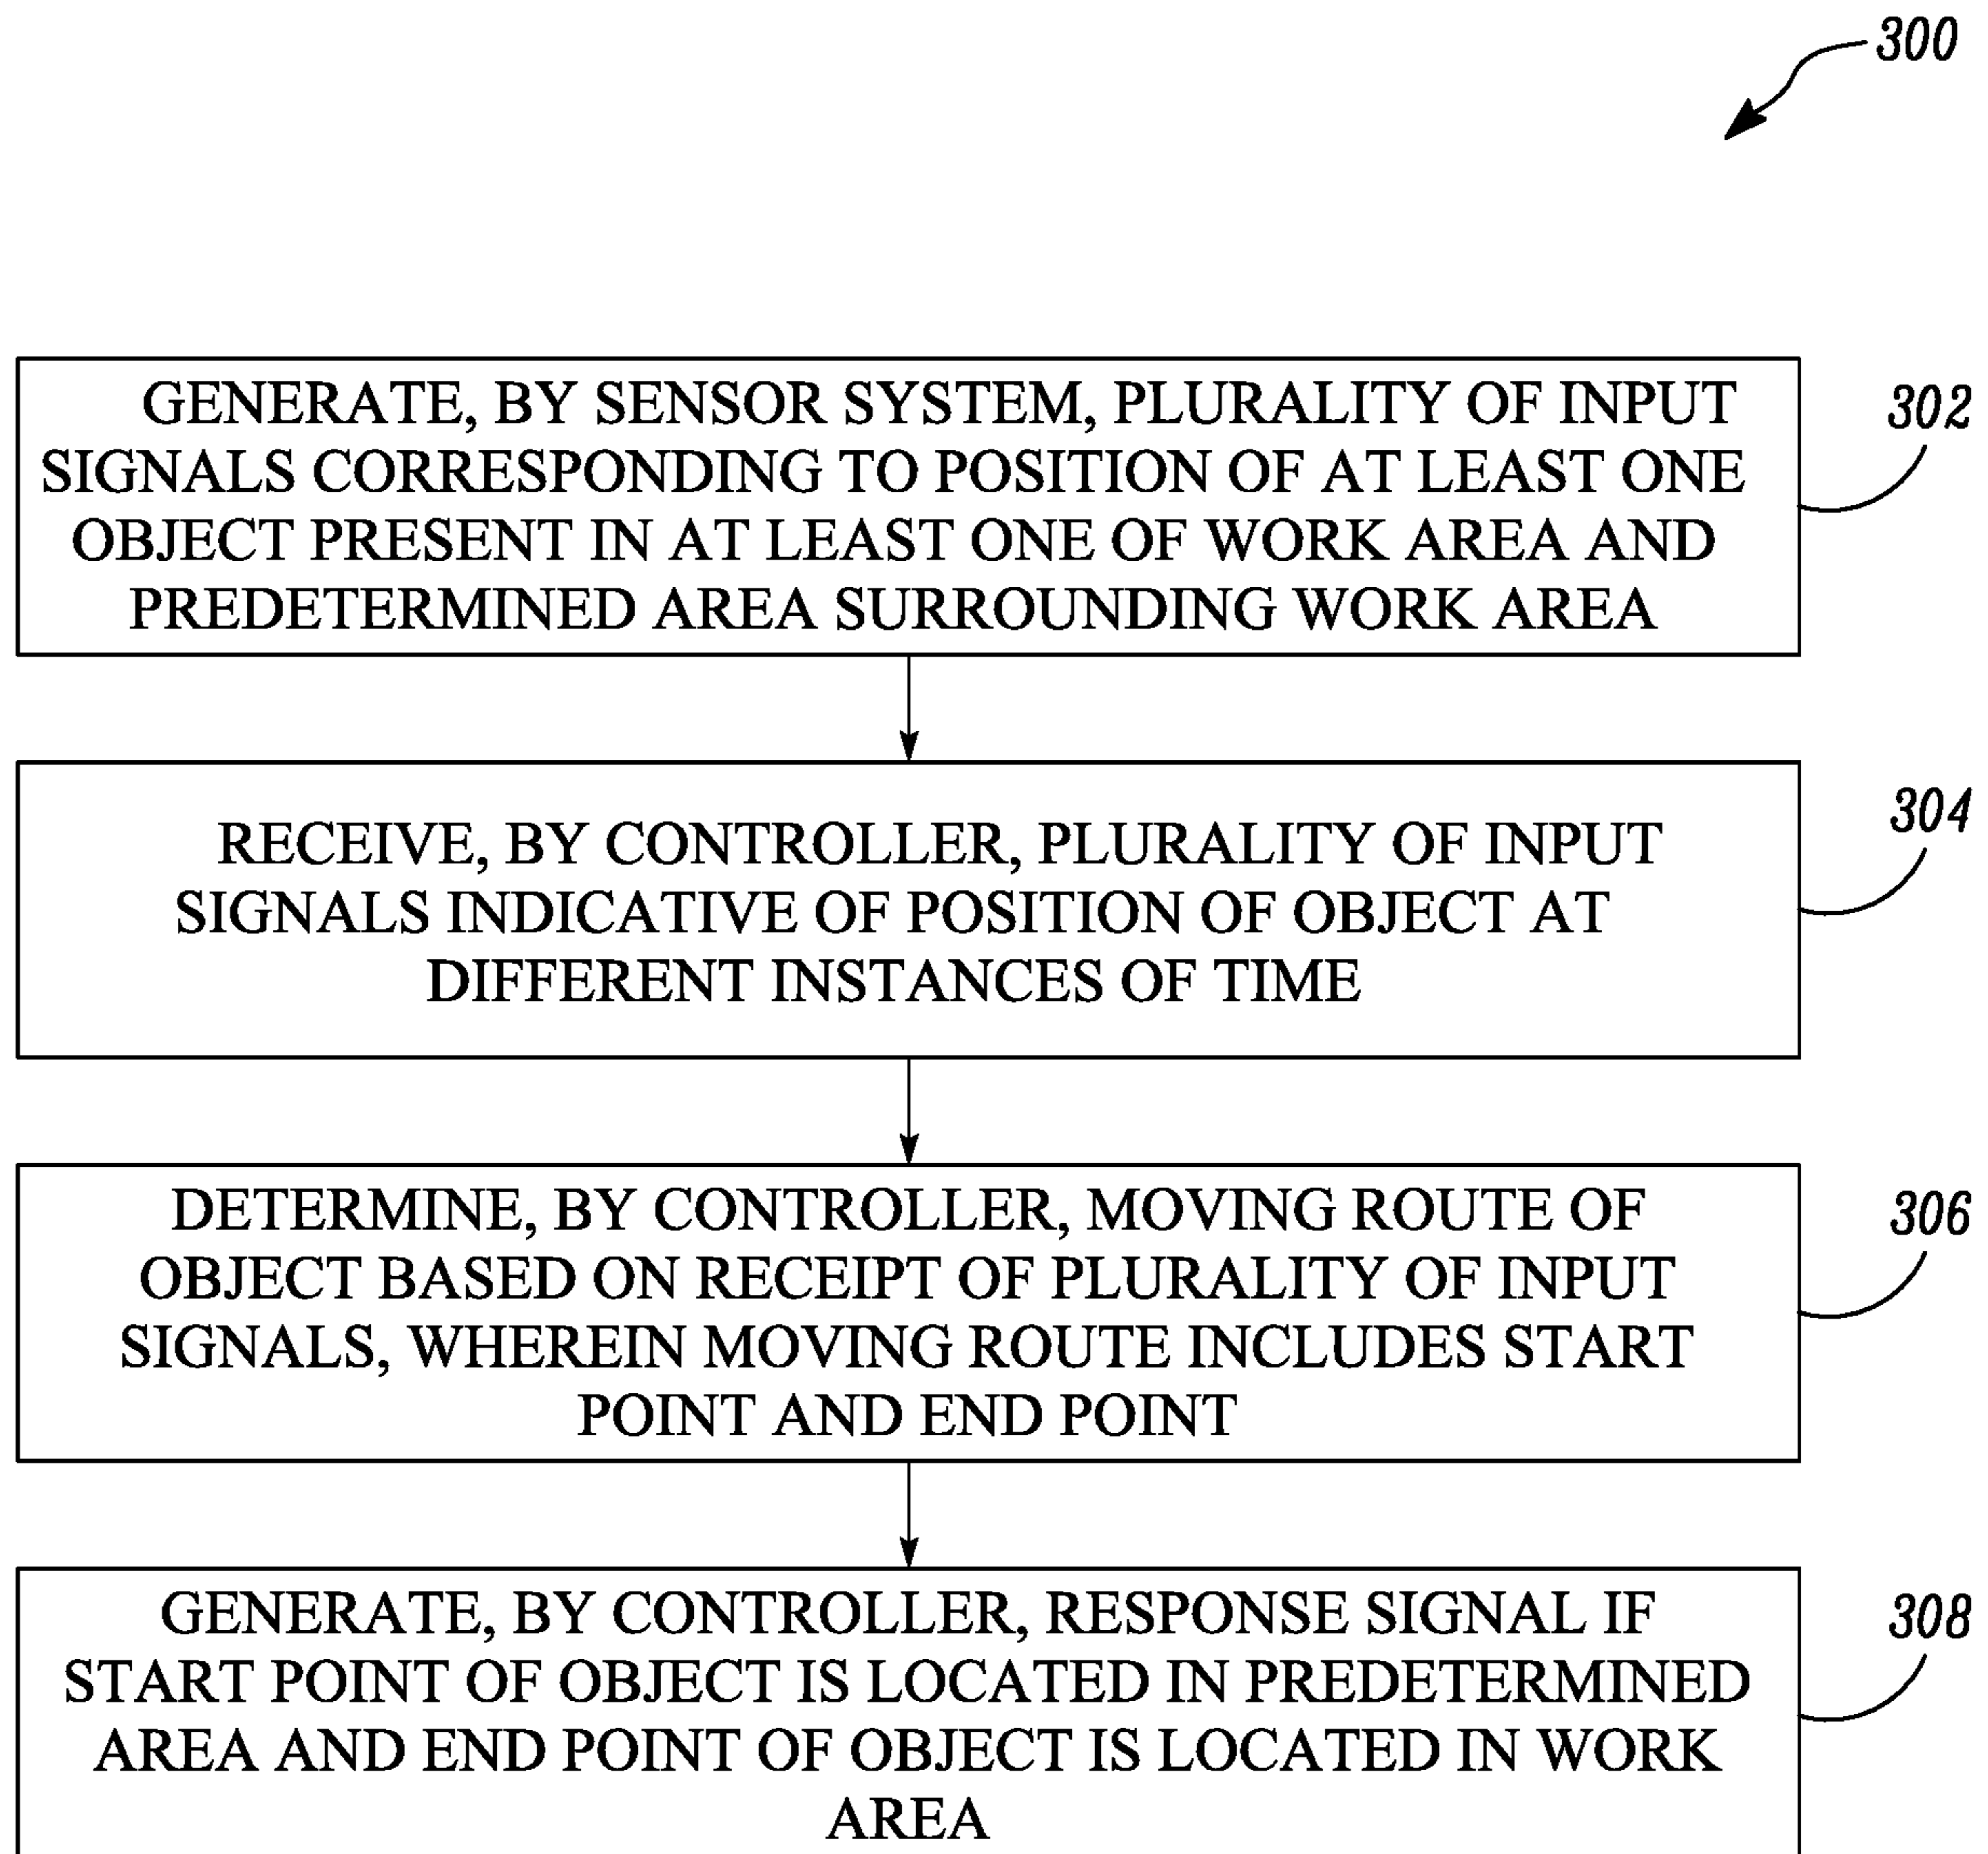 300
GENERATE, BY SENSOR SYSTEM, PLURALITY OF INPUT
SIGNALS CORRESPONDING TO POSITION OF AT LEAST ONE
OBJECT PRESENT IN AT LEAST ONE OF WORK AREA AND
PREDETERMINED AREA SURROUNDING WORK AREA
302
RECEIVE, BY CONTROLLER, PLURALITY OF INPUT
SIGNALS INDICATIVE OF POSITION OF OBJECT AT
DIFFERENT INSTANCES OF TIME
304
DETERMINE, BY CONTROLLER, MOVING ROUTE OF
OBJECT BASED ON RECEIPT OF PLURALITY OF INPUT
SIGNALS, WHEREIN MOVING ROUTE INCLUDES START
POINT AND END POINT
306
GENERATE, BY CONTROLLER, RESPONSE SIGNAL IF
START POINT OF OBJECT IS LOCATED IN PREDETERMINED
AREA AND END POINT OF OBJECT IS LOCATED IN WORK
AREA
308